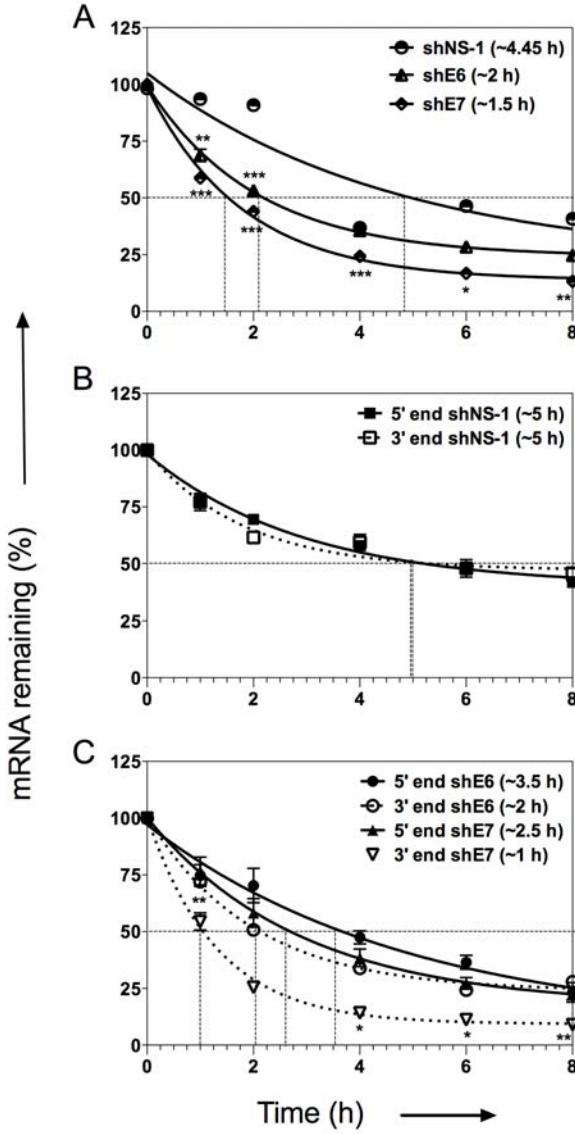 A
125
shNS-1 (~4.45 h)
shE6 (~2 h)
shE7 (~1.5 h)
100
75
**
***
50
***
***
25
***
*
**
0
0 2 4 6 8
B
125
5' end shNS-1 (~5 h)
3' end shNS-1 (~5 h)
100
75
50
25
0
0 2 4 6 8
C
125
5' end shE6 (~3.5 h)
3' end shE6 (~2 h)
5' end shE7 (~2.5 h)
3' end shE7 (~1 h)
100
75
**
50
25
*
*
**
0
0 2 4 6 8
mRNA remaining (%)
Time (h)